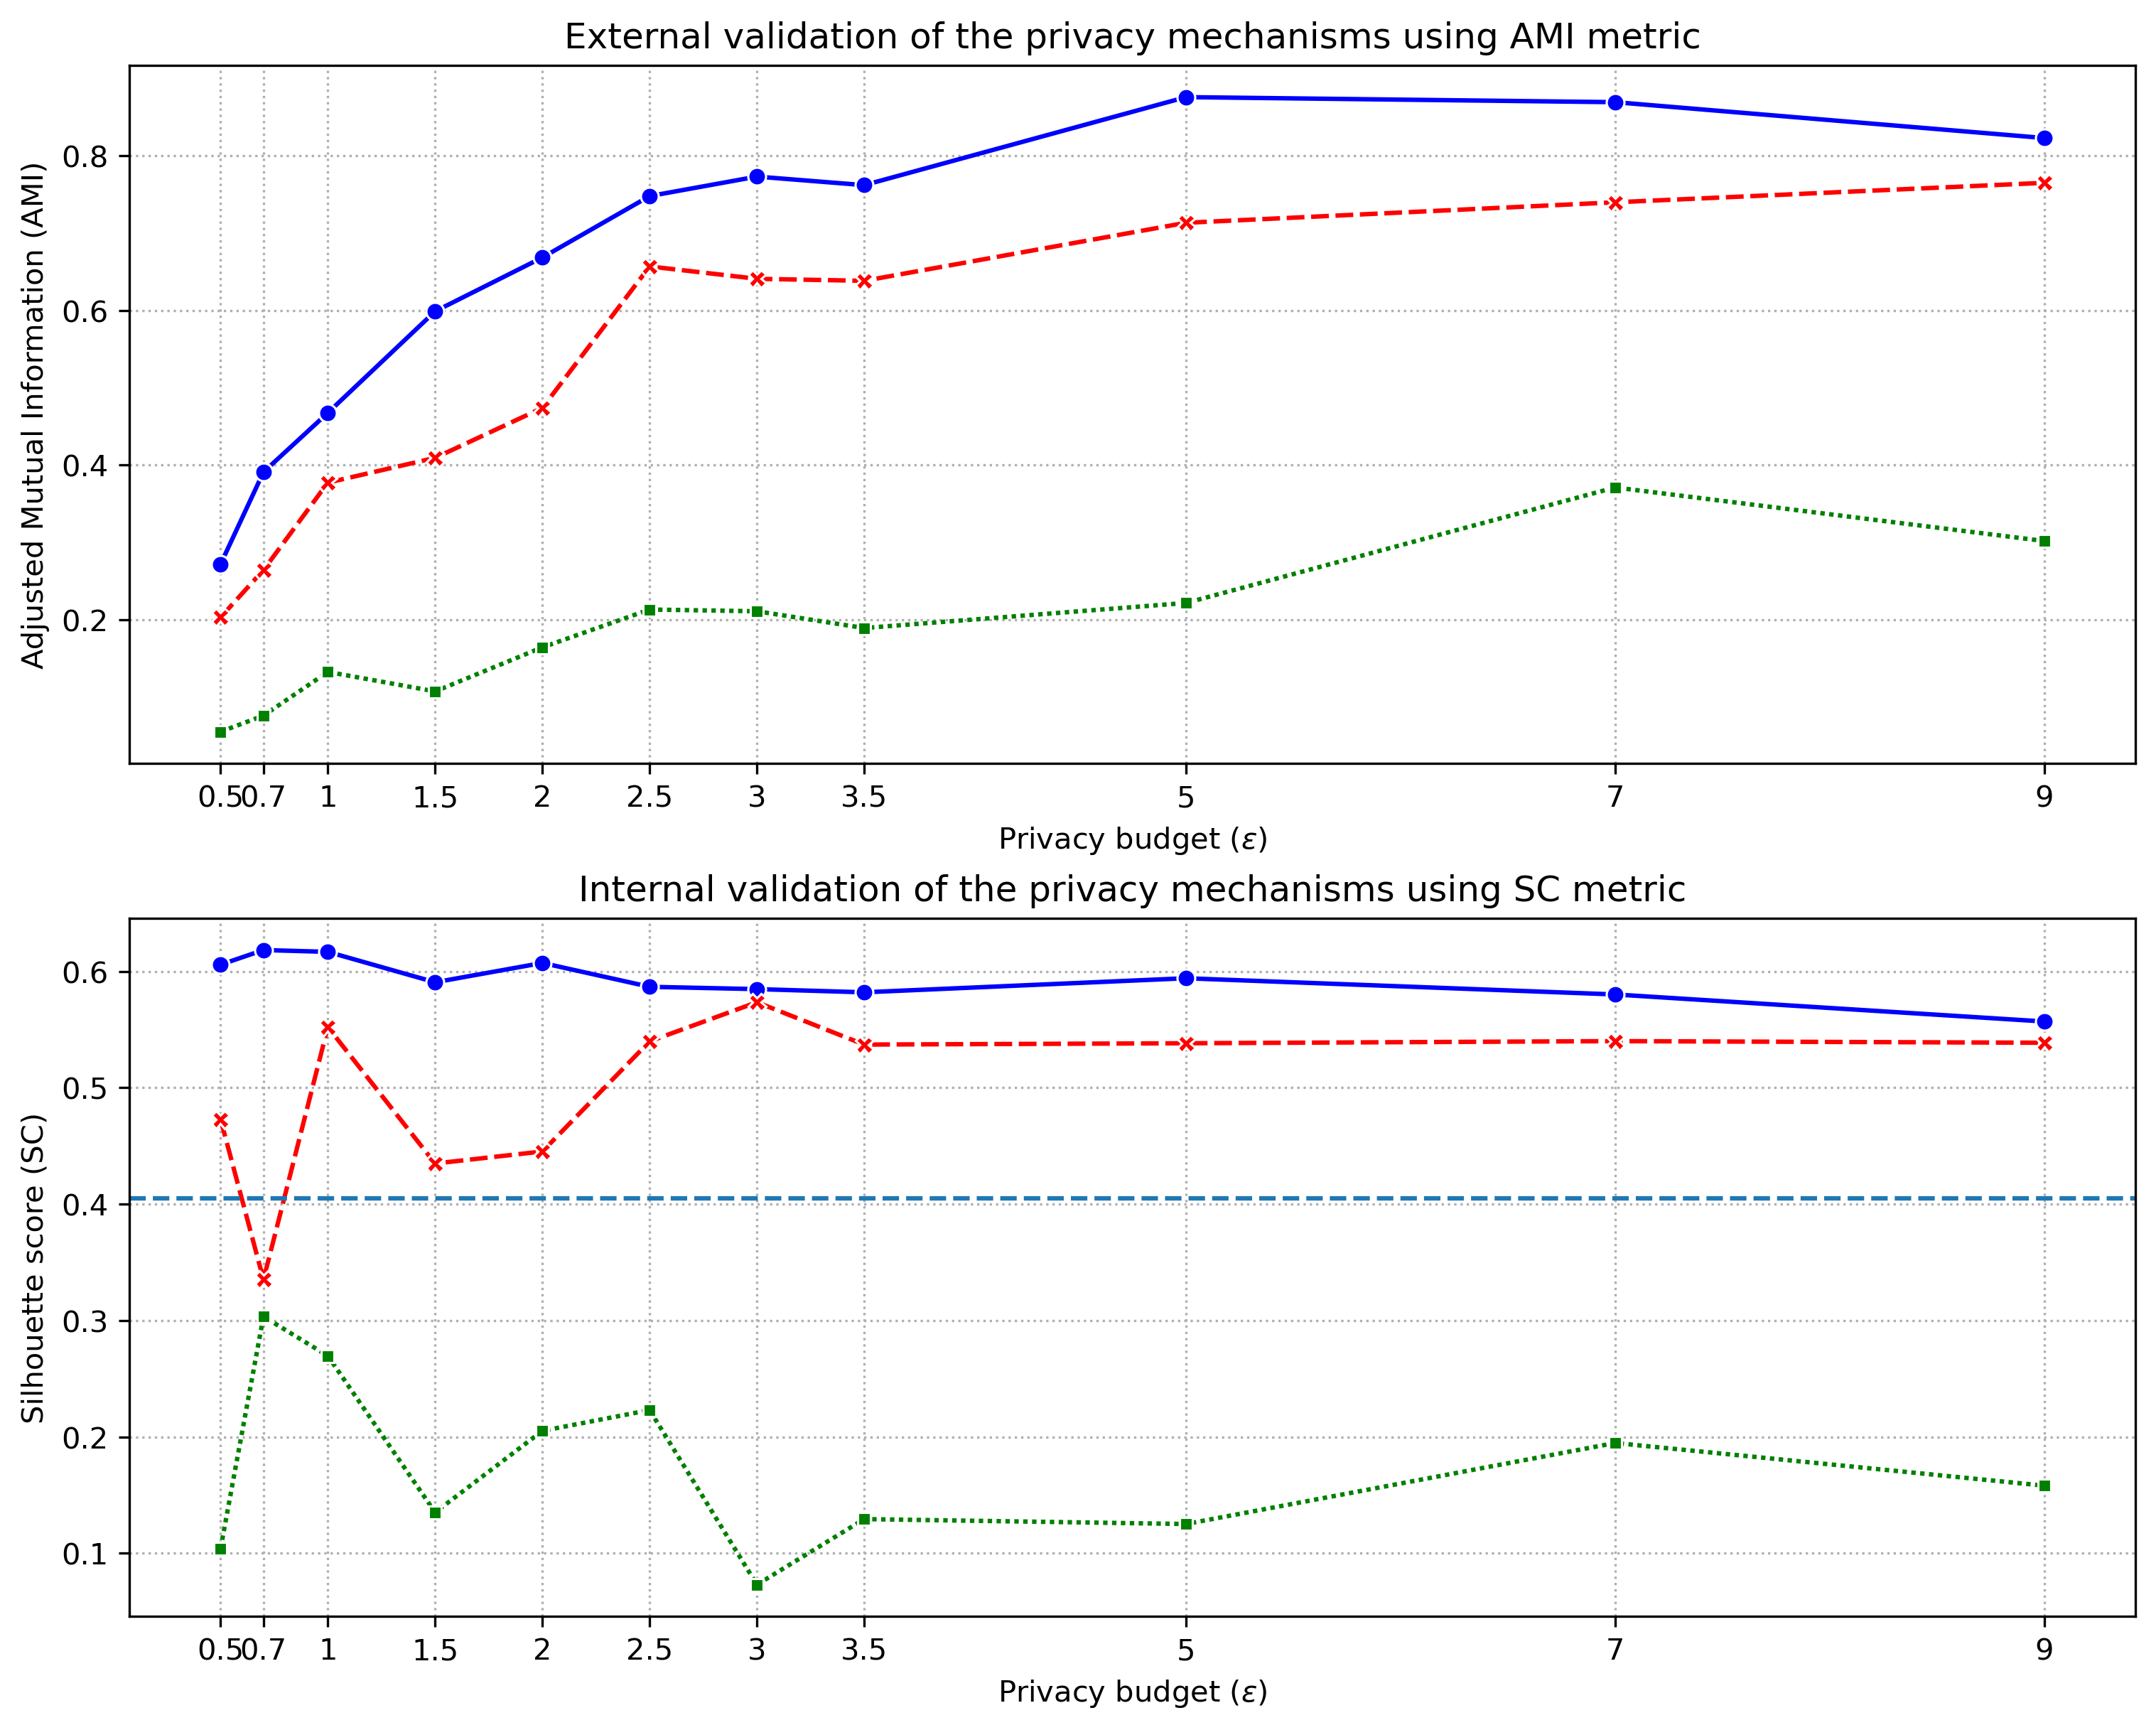 External validation of the privacy mechanisms using AMI metric
Adjusted Mutual Information (AMI)
0.8
0.6
0.4
0.2
0.5 0.7 1 1.5 2 2.5 3 3.5 5 7 9
Privacy budget (ε)
Internal validation of the privacy mechanisms using SC metric
Silhouette score (SC)
0.6
0.5
0.4
0.3
0.2
0.1
0.5 0.7 1 1.5 2 2.5 3 3.5 5 7 9
Privacy budget (ε)